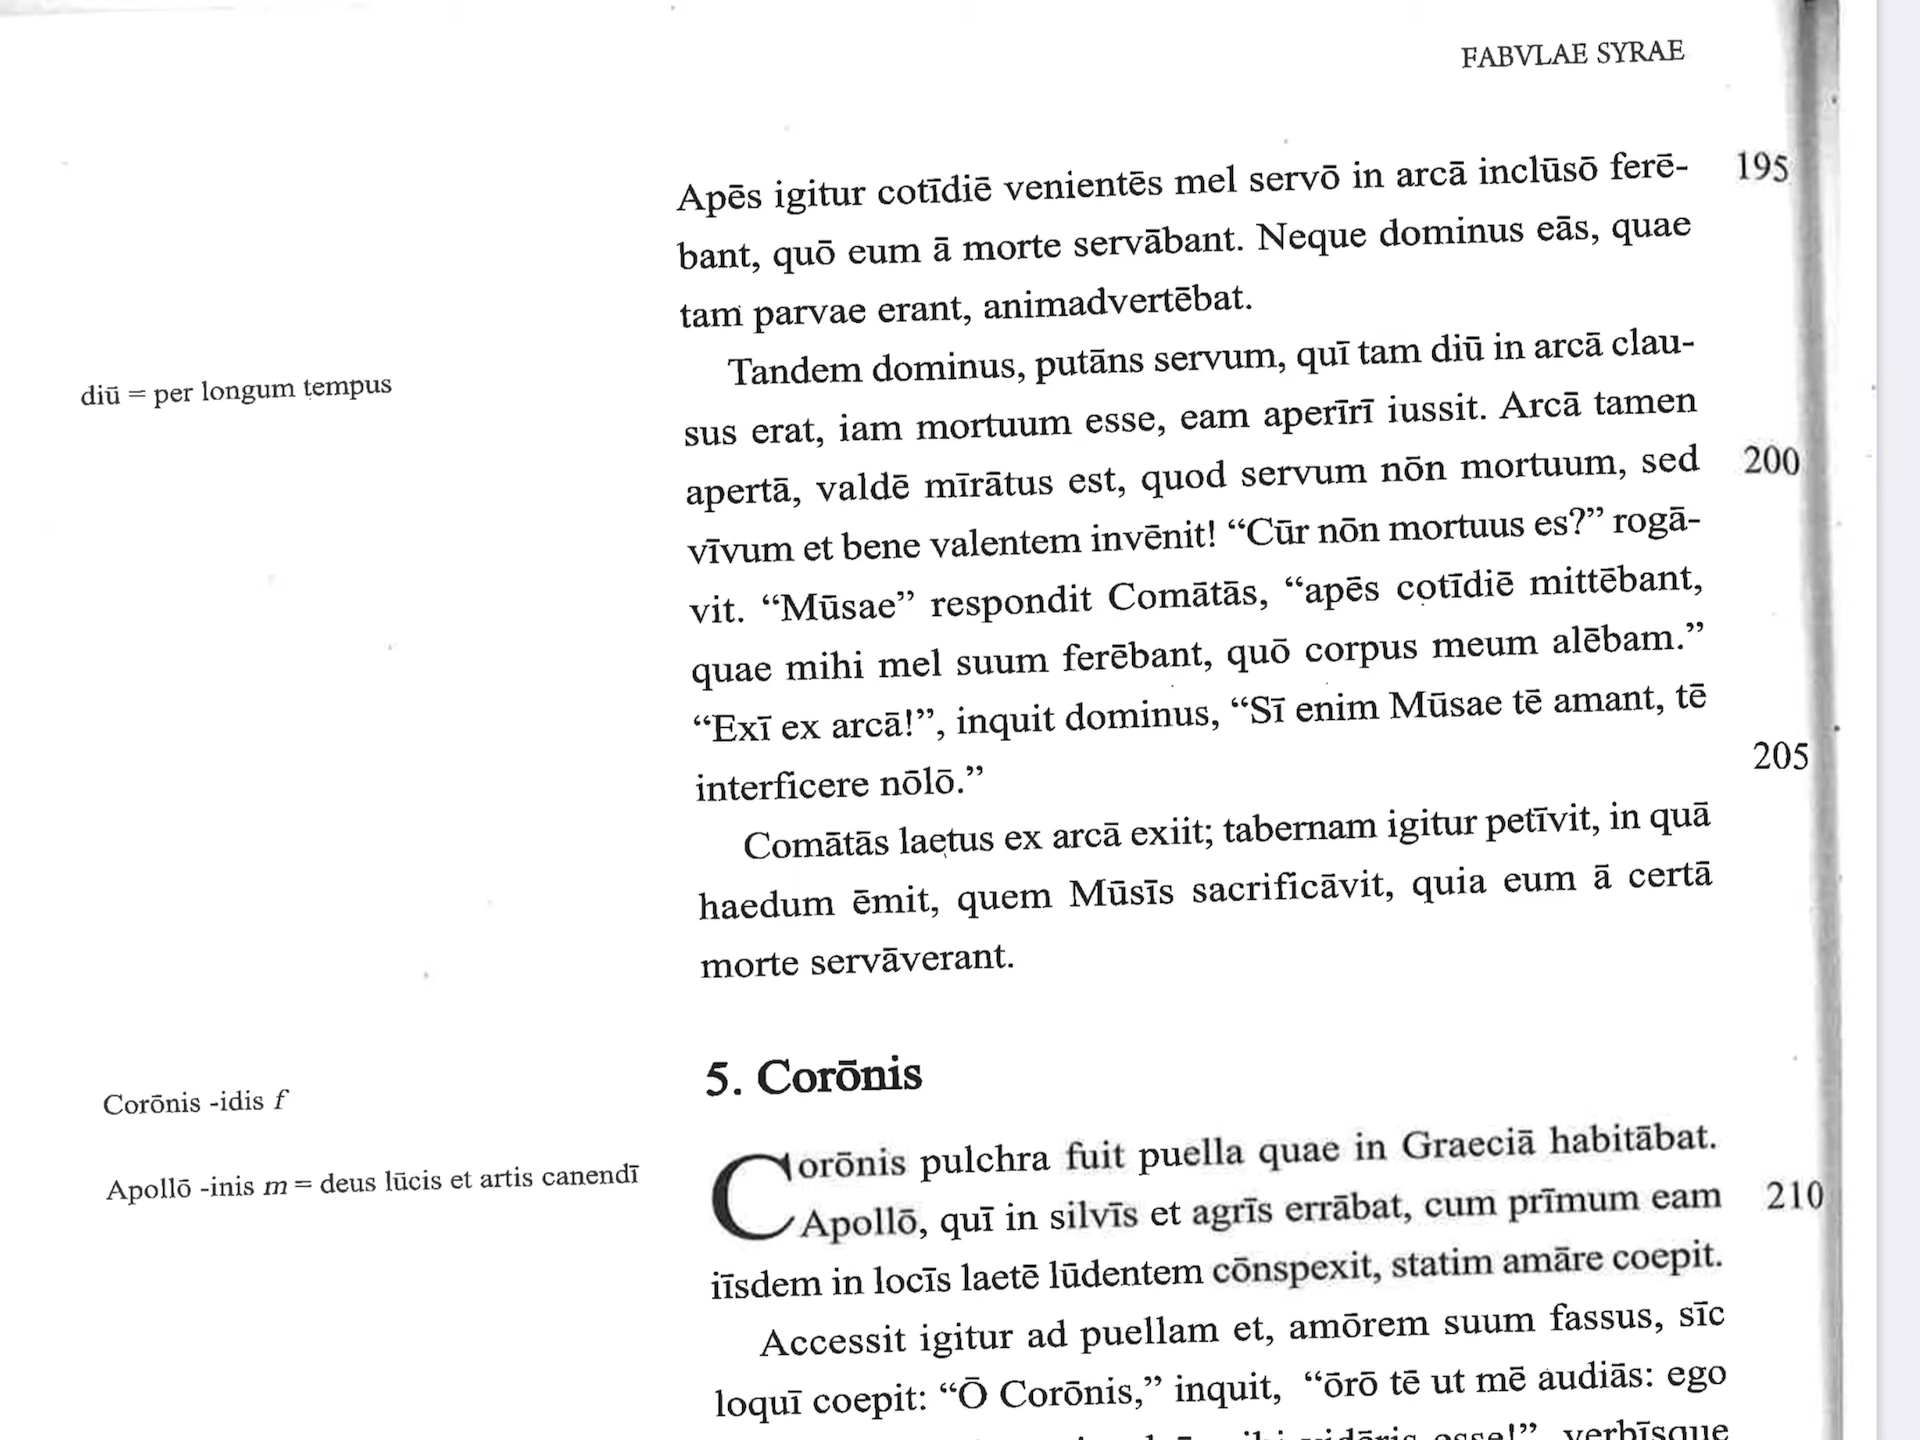 FABVLAE SYRAE
Apēs igitur cotīdiē venientēs mel servō in arcā inclūsō ferē- 195
bant, quō eum ā morte servābant. Neque dominus eās, quae
tam parvae erant, animadvertēbat.
Tandem dominus, putāns servum, quī tam diū in arcā clau-
diū = per longum tempus
sus erat, iam mortuum esse, eam aperīrī iussit. Arcā tamen
apertā, valdē mīrātus est, quod servum nōn mortuum, sed 200
vīvum et bene valentem invēnit! “Cūr nōn mortuus es?” rogā-
vit. “Mūsae” respondit Comātās, “apēs cotīdiē mittēbant,
quae mihi mel suum ferēbant, quō corpus meum alēbam.”
“Exī ex arcā!”, inquit dominus, “Sī enim Mūsae tē amant, tē
interficere nōlō.” 205
Comātās laetus ex arcā exiit; tabernam igitur petīvit, in quā
haedum ēmit, quem Mūsīs sacrificāvit, quia eum ā certā
morte servāverant.
5. Corōnis
Corōnis -idis f
Corōnis pulchra fuit puella quae in Graeciā habitābat.
Apollō -inis m = deus lūcis et artis canendī
Apollō, quī in silvīs et agrīs errābat, cum prīmum eam 210
iīsdem in locīs laetē lūdentem cōnspexit, statim amāre coepit.
Accessit igitur ad puellam et, amōrem suum fassus, sīc
loquī coepit: “Ō Corōnis,” inquit, “ōrō tē ut mē audiās: ego
esse!” verbīsque